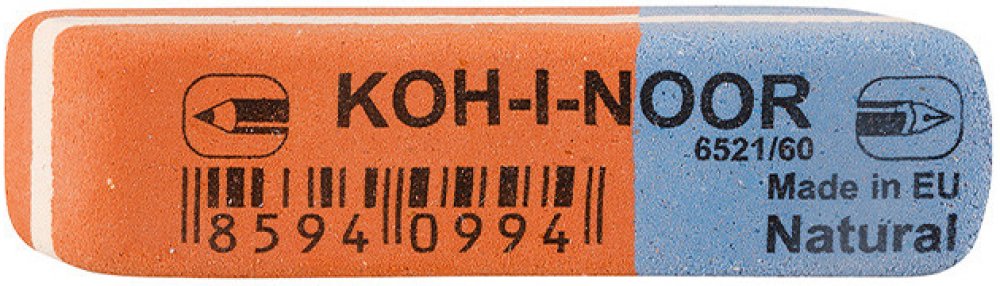 KOH-I-NOOR
6521/60
Made in EU
Natural
8594 0994